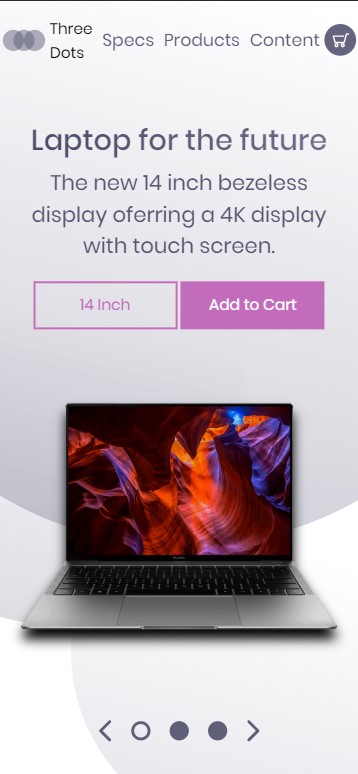 Three
Dots
Specs Products Content
Laptop for the future
The new 14 inch bezeless
display oferring a 4K display
with touch screen.
14 Inch
Add to Cart